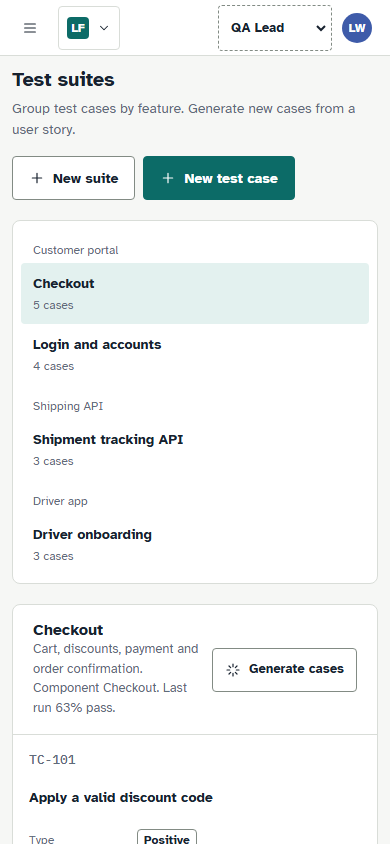 LF
QA Lead
LW
Test suites
Group test cases by feature. Generate new cases from a
user story.
New suite
New test case
Customer portal
Checkout
5 cases
Login and accounts
4 cases
Shipping API
Shipment tracking API
3 cases
Driver app
Driver onboarding
3 cases
Checkout
Cart, discounts, payment and
order confirmation.
Component Checkout. Last
run 63% pass.
Generate cases
TC-101
Apply a valid discount code
Type
Positive